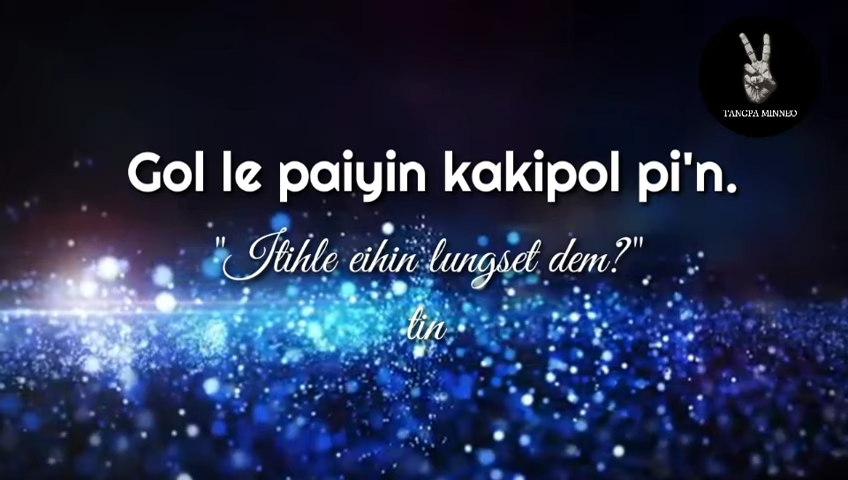 TANGPA MINNEO
Gol le paiyin kakipol pi'n.
"Itihle eihin lungset dem?"
tin